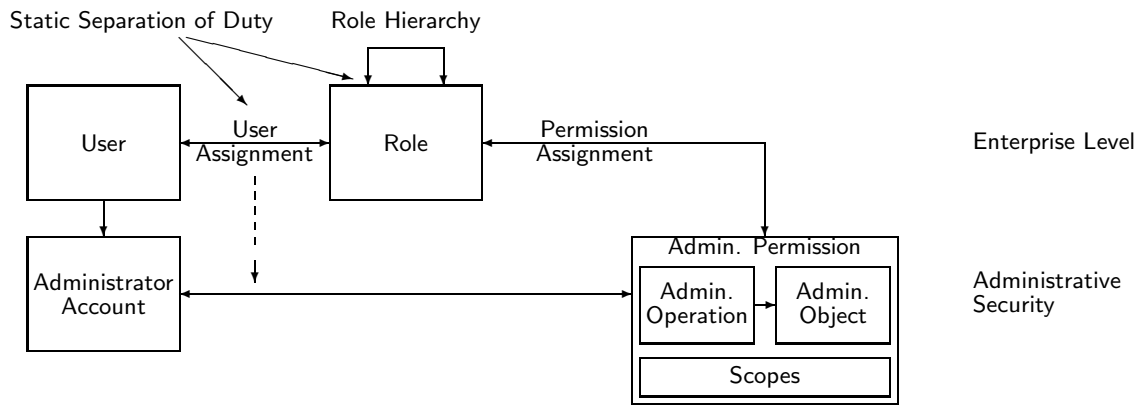 Static Separation of Duty
Role Hierarchy
User
User
Assignment
Role
Permission
Assignment
Enterprise Level
Administrator
Account
Admin. Permission
Admin.
Operation
Admin.
Object
Scopes
Administrative
Security